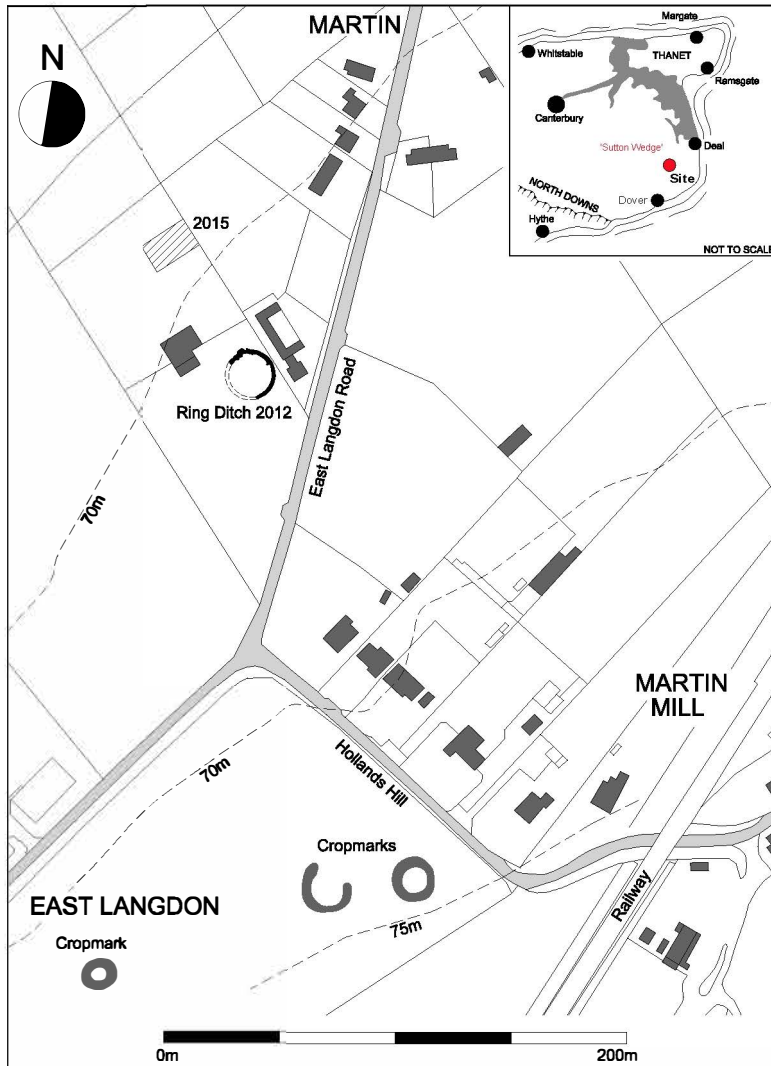 MARTIN
N
Margate
Whitstable
THANET
Ramsgate
Canterbury
Deal
'Sutton Wedge'
Site
NORTH DOWNS
Dover
Hythe
NOT TO SCALE
2015
Ring Ditch 2012
East Langdon Road
70m
MARTIN
MILL
70m
Hollands Hill
Cropmarks
Railway
EAST LANGDON
75m
Cropmark
0m
200m